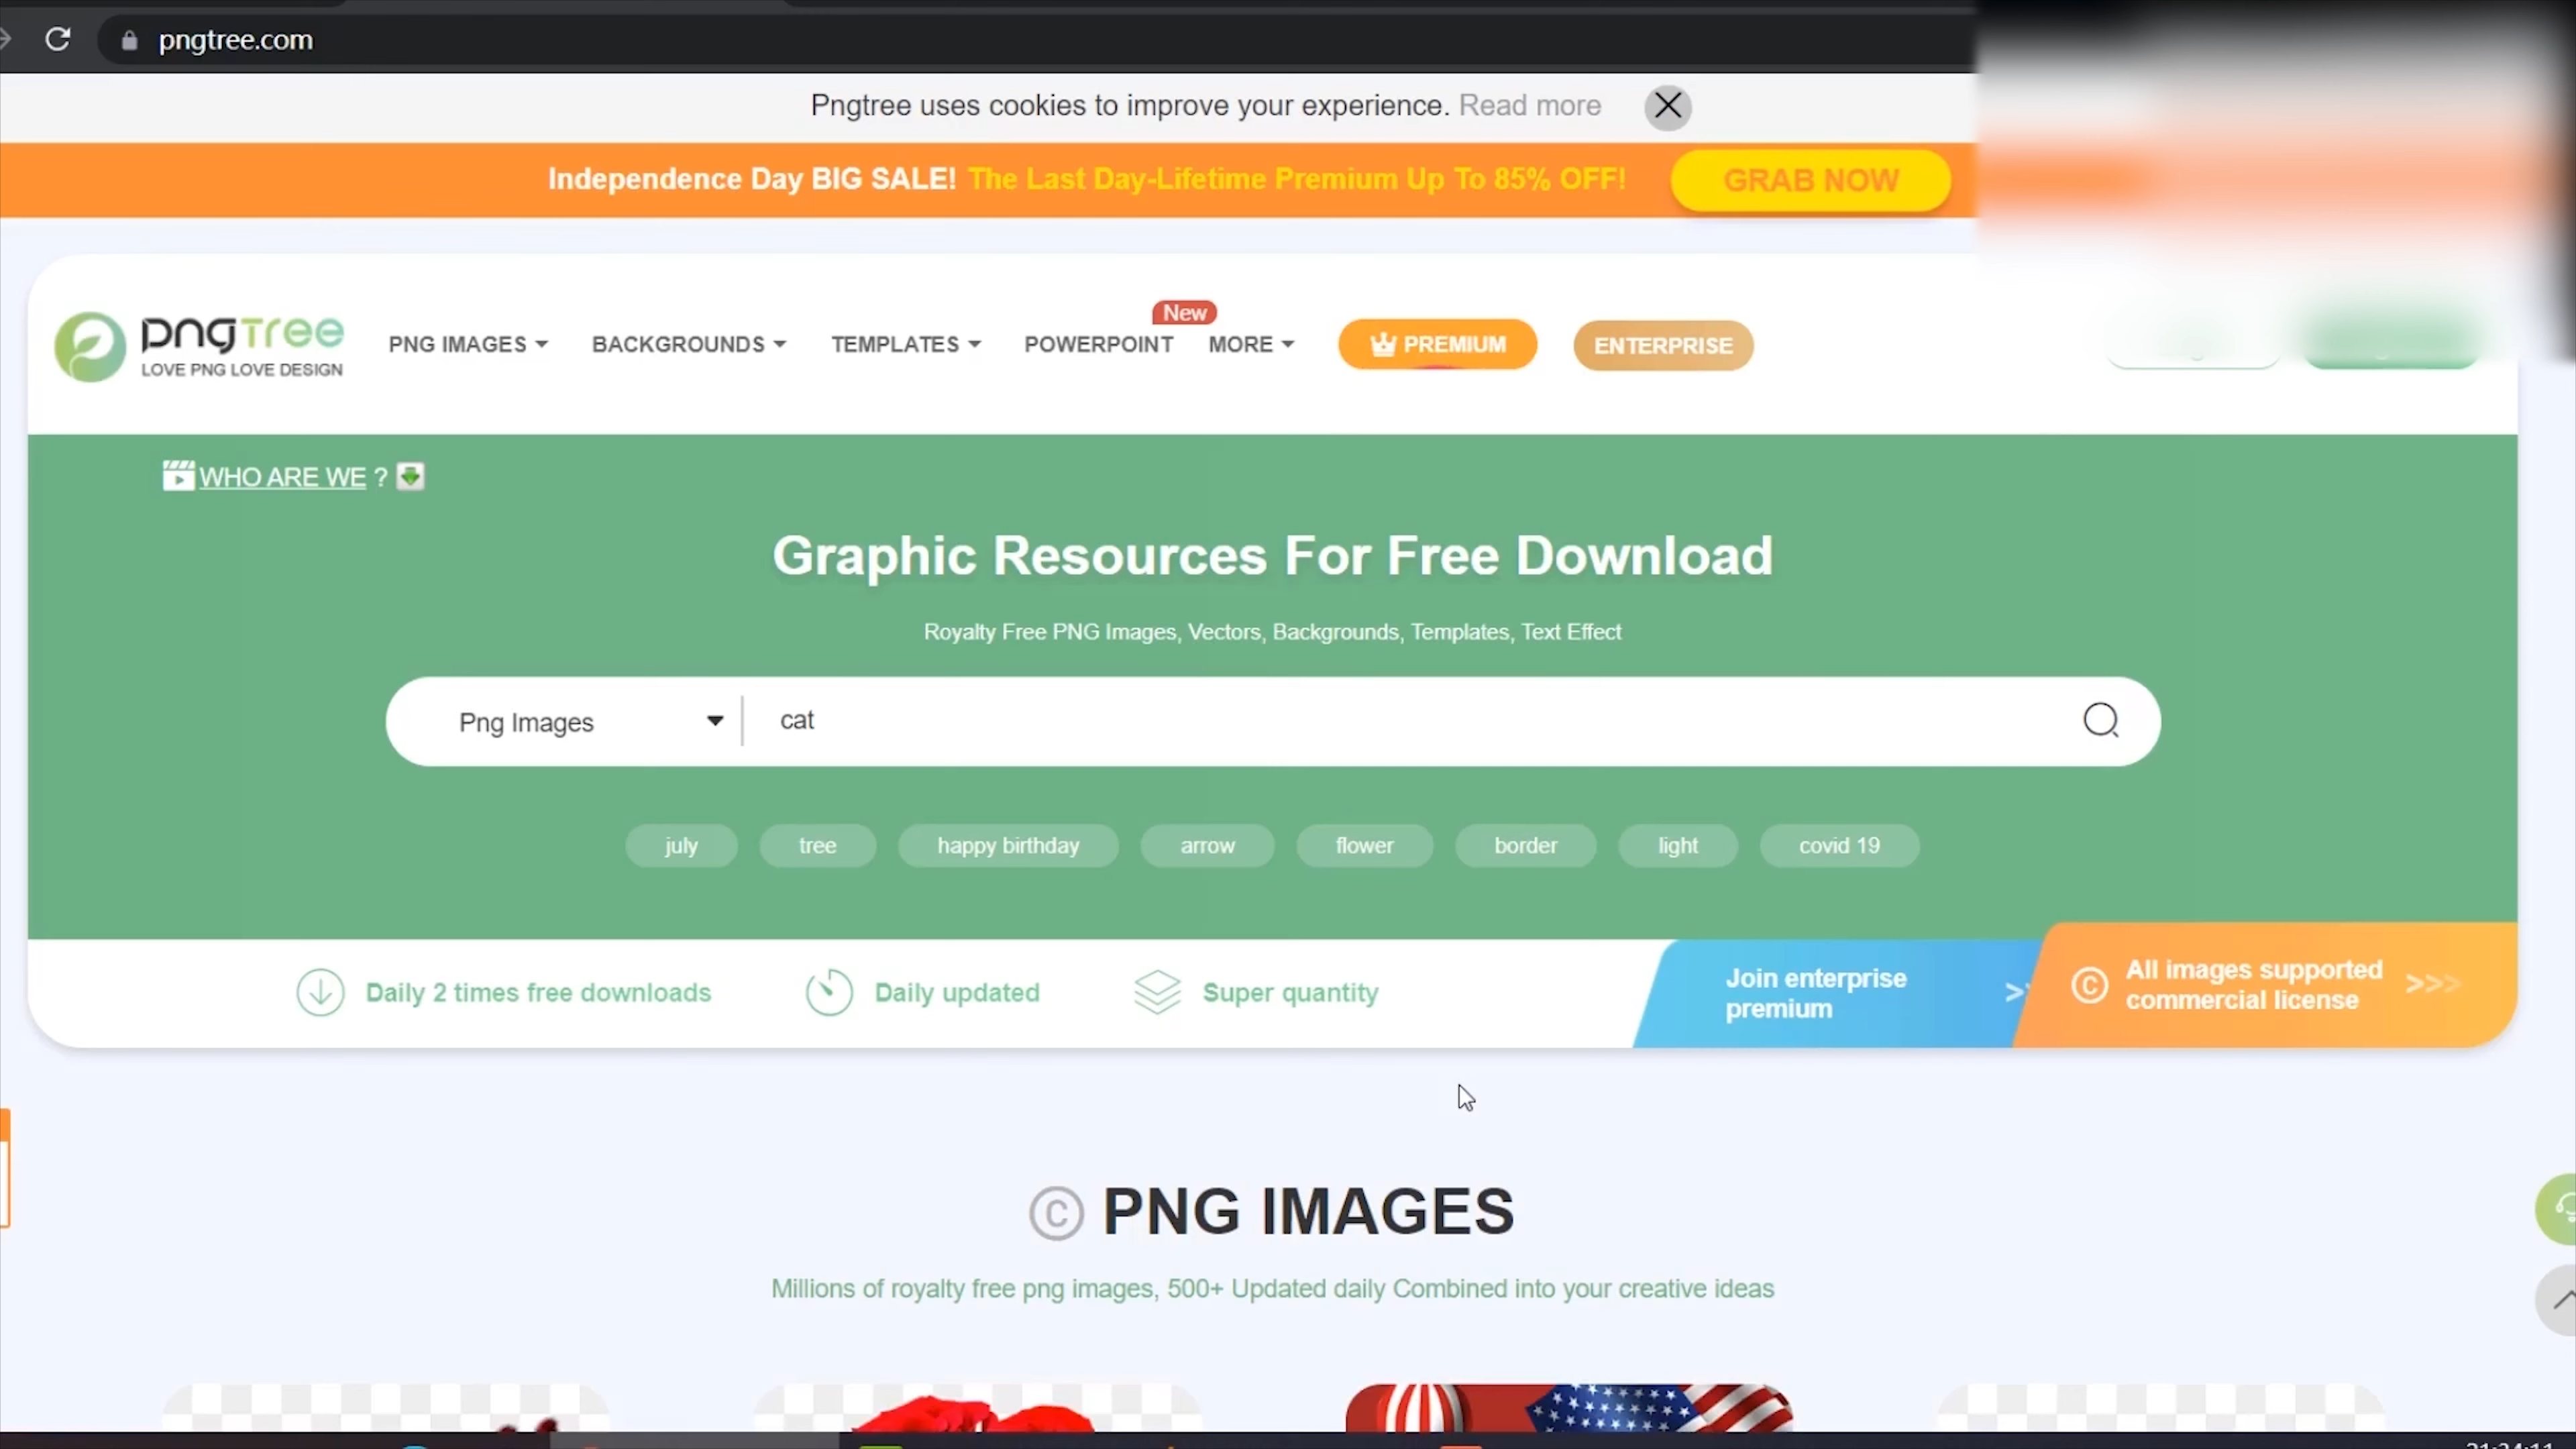 pngtree.com
Pngtree uses cookies to improve your experience. Read more
Independence Day BIG SALE! The Last Day-Lifetime Premium Up To 85% OFF! GRAB NOW
pngtree
LOVE PNG LOVE DESIGN
PNG IMAGES BACKGROUNDS TEMPLATES POWERPOINT New MORE PREMIUM ENTERPRISE
WHO ARE WE ?
Graphic Resources For Free Download
Royalty Free PNG Images, Vectors, Backgrounds, Templates, Text Effect
Png Images cat
july tree happy birthday arrow flower border light covid 19
Daily 2 times free downloads Daily updated Super quantity
Join enterprise
premium
All images supported
commercial license
© PNG IMAGES
Millions of royalty free png images, 500+ Updated daily Combined into your creative ideas